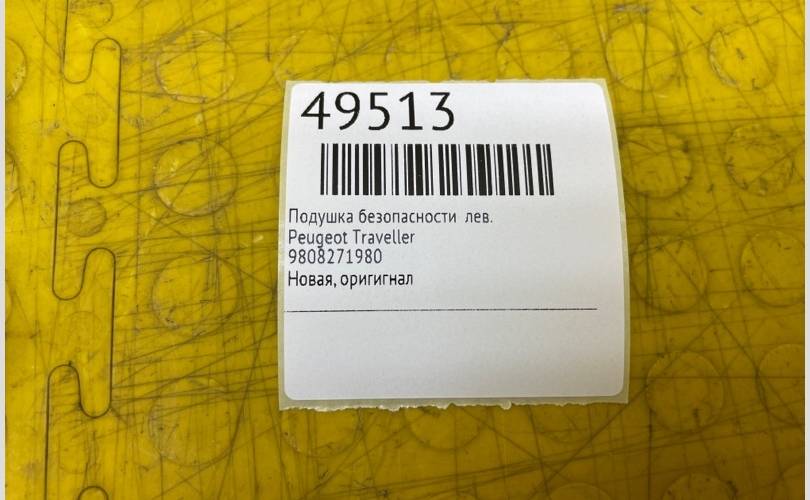 49513
Подушка безопасности лев.
Peugeot Traveller
9808271980
Новая, оригигнал